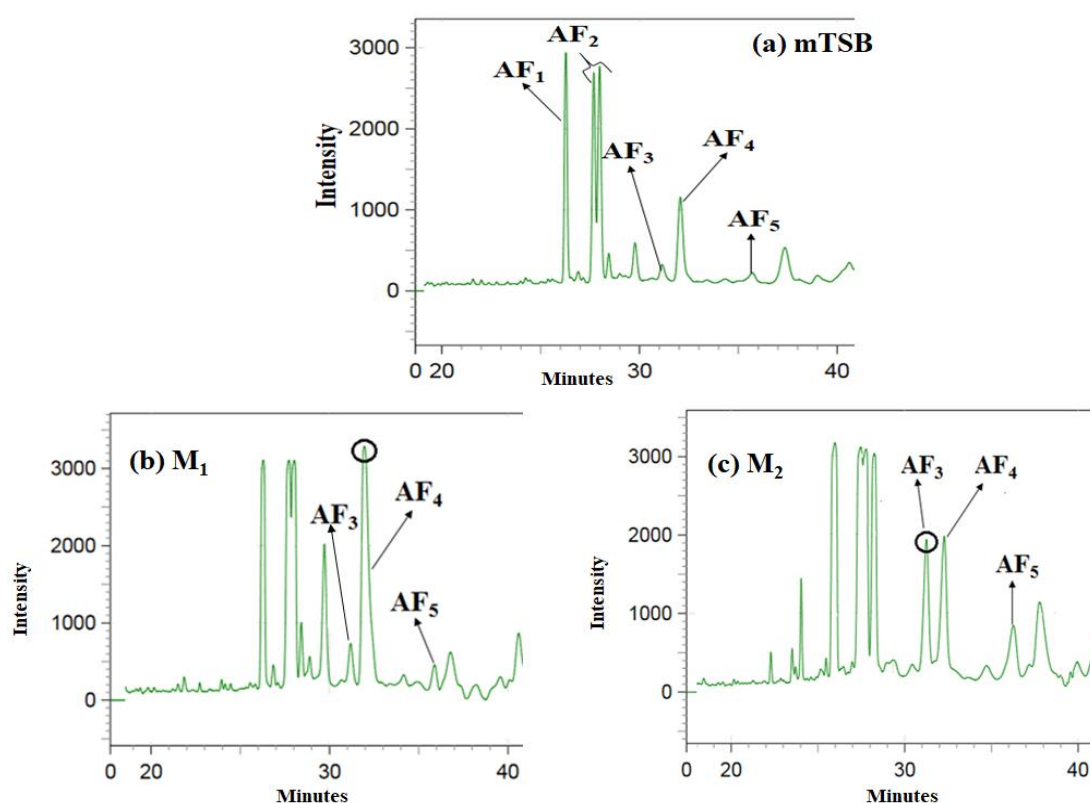 (a) mTSB
AF₁
AF₂
AF₃
AF₄
AF₅
3000
2000
1000
0
Intensity
0 20 30 40
Minutes
(b) M₁
AF₃
AF₄
AF₅
3000
2000
1000
0
Intensity
0 20 30 40
Minutes
(c) M₂
AF₃
AF₄
AF₅
3000
2000
1000
0
Intensity
0 20 30 40
Minutes